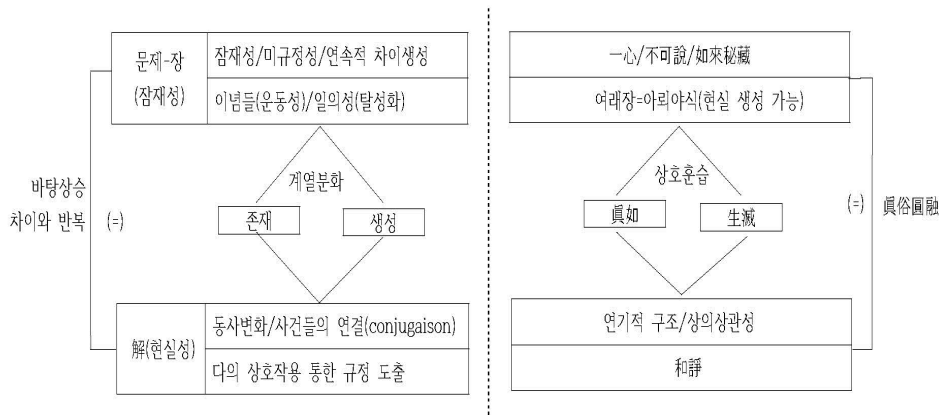 문제-장
(잠재성)
잠재성/미규정성/연속적 차이생성
이념들(운동성)/일의성(탈성화)
계열분화
존재
생성
바탕상승
차이와 반복
(=)
解(현실성)
동사변화/사건들의 연결(conjugaison)
다의 상호작용 통한 규정 도출
一心/不可說/如來秘藏
여래장=아뢰야식(현실 생성 가능)
상호훈습
眞如
生滅
(=)
眞俗圓融
연기적 구조/상의상관성
和諍